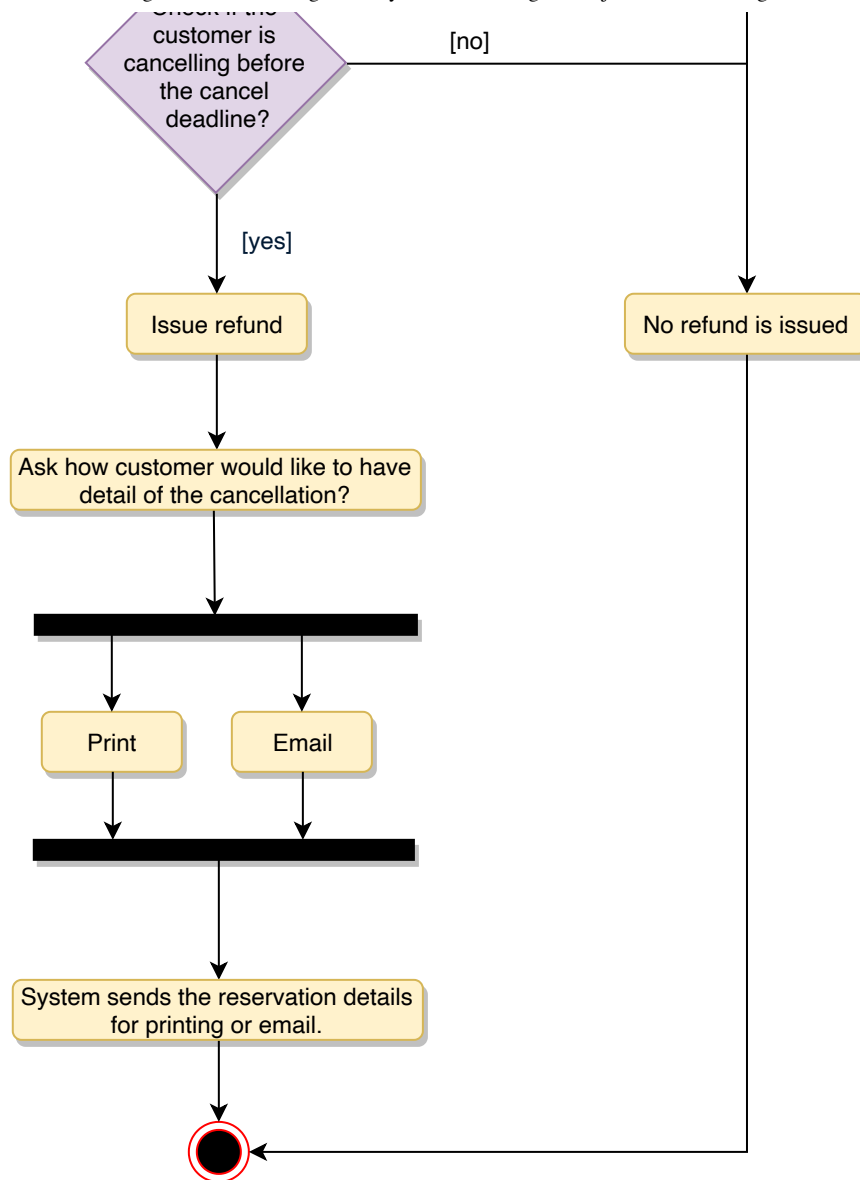 customer is
cancelling before
the cancel
deadline?
[no]
[yes]
Issue refund
No refund is issued
Ask how customer would like to have
detail of the cancellation?
Print
Email
System sends the reservation details
for printing or email.